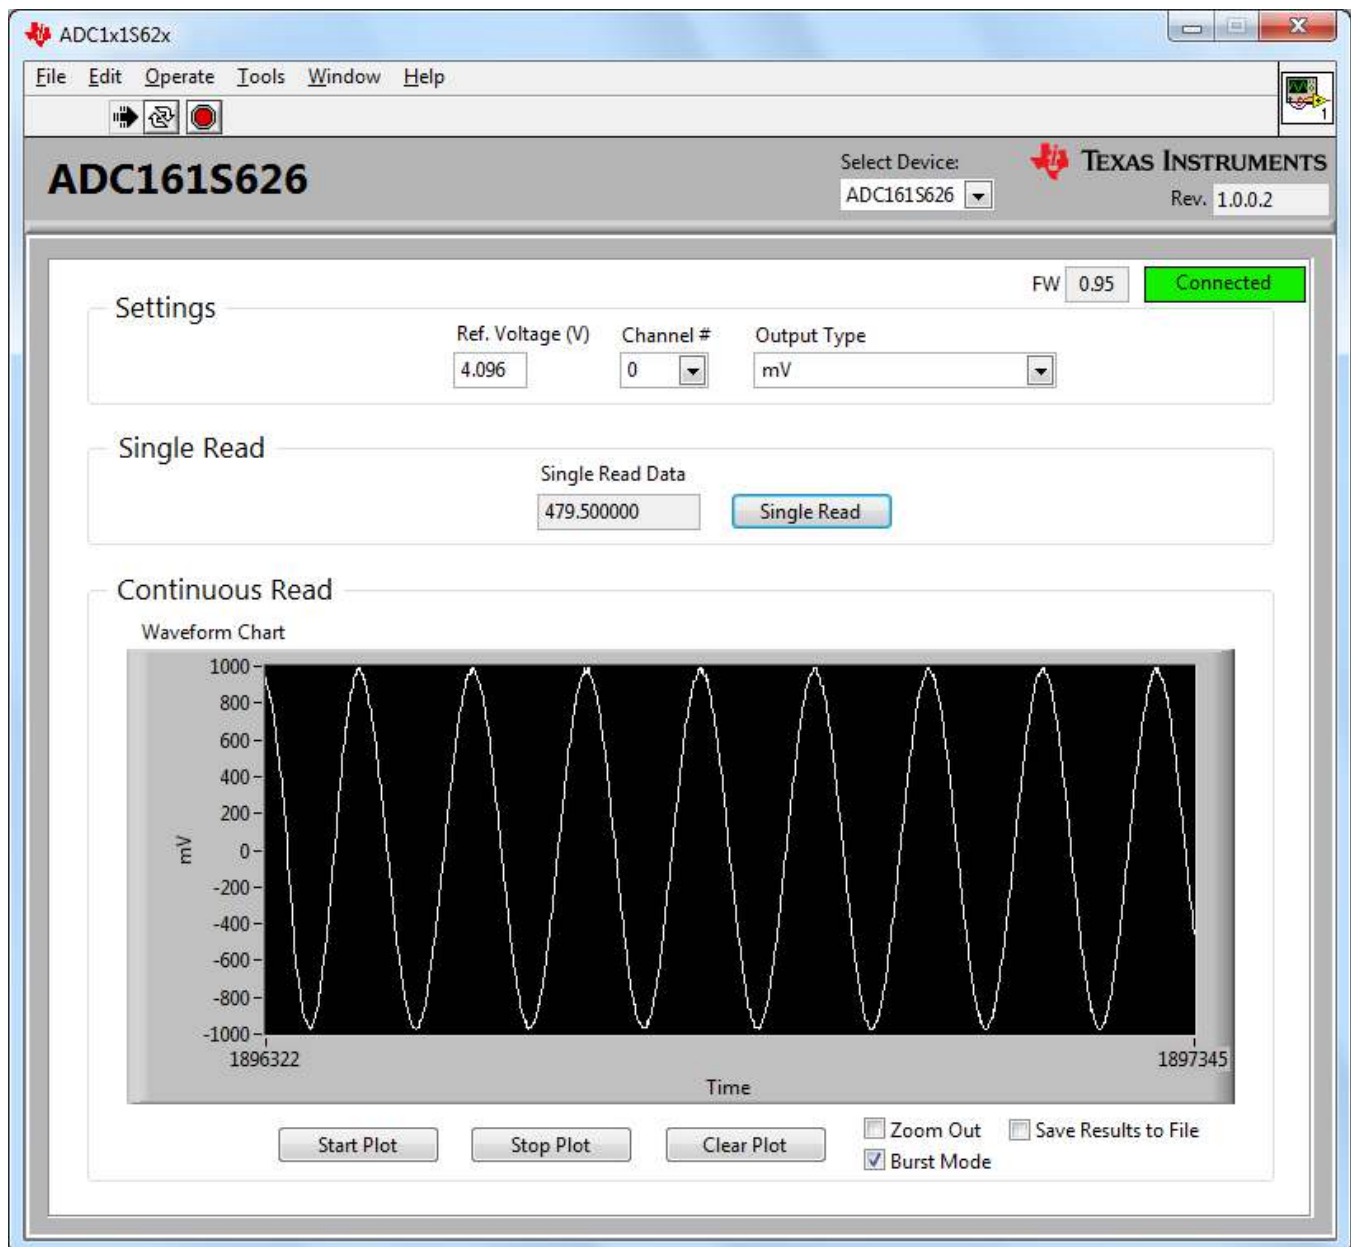 ADC1x1S62x
File Edit Operate Tools Window Help
1
ADC161S626
Select Device:
ADC161S626
TEXAS INSTRUMENTS
Rev. 1.0.0.2
FW 0.95 Connected
Settings
Ref. Voltage (V) Channel # Output Type
4.096 0 mV
Single Read
Single Read Data
479.500000 Single Read
Continuous Read
Waveform Chart
1000
800
600
400
200
0
-200
-400
-600
-800
-1000
mV
1896322 1897345
Time
Start Plot Stop Plot Clear Plot
Zoom Out Save Results to File
Burst Mode